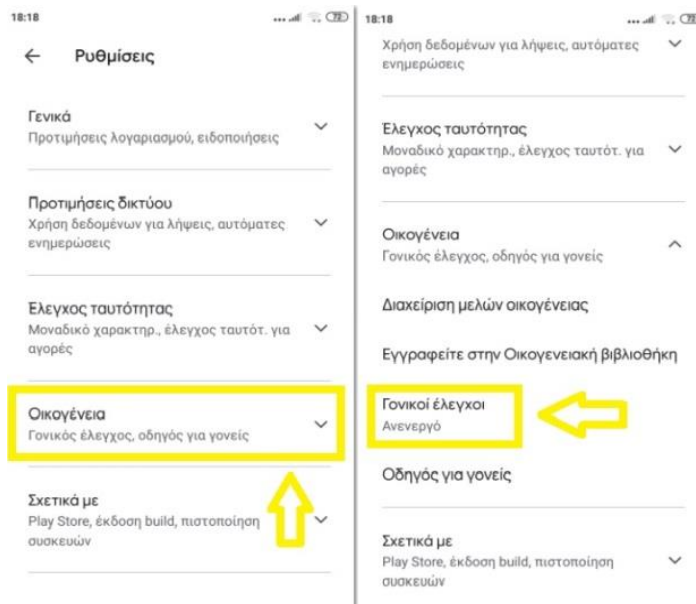 18:18
72
Ρυθμίσεις
Γενικά
Προτιμήσεις λογαριασμού, ειδοποιήσεις
Προτιμήσεις δικτύου
Χρήση δεδομένων για λήψεις, αυτόματες
ενημερώσεις
Έλεγχος ταυτότητας
Μοναδικό χαρακτηρ., έλεγχος ταυτότ. για
αγορές
Οικογένεια
Γονικός έλεγχος, οδηγός για γονείς
Σχετικά με
Play Store, έκδοση build, πιστοποίηση
συσκευών
18:18
72
Χρήση δεδομένων για λήψεις, αυτόματες
ενημερώσεις
Έλεγχος ταυτότητας
Μοναδικό χαρακτηρ., έλεγχος ταυτότ. για
αγορές
Οικογένεια
Γονικός έλεγχος, οδηγός για γονείς
Διαχείριση μελών οικογένειας
Εγγραφείτε στην Οικογενειακή βιβλιοθήκη
Γονικοί έλεγχοι
Ανενεργό
Οδηγός για γονείς
Σχετικά με
Play Store, έκδοση build, πιστοποίηση
συσκευών